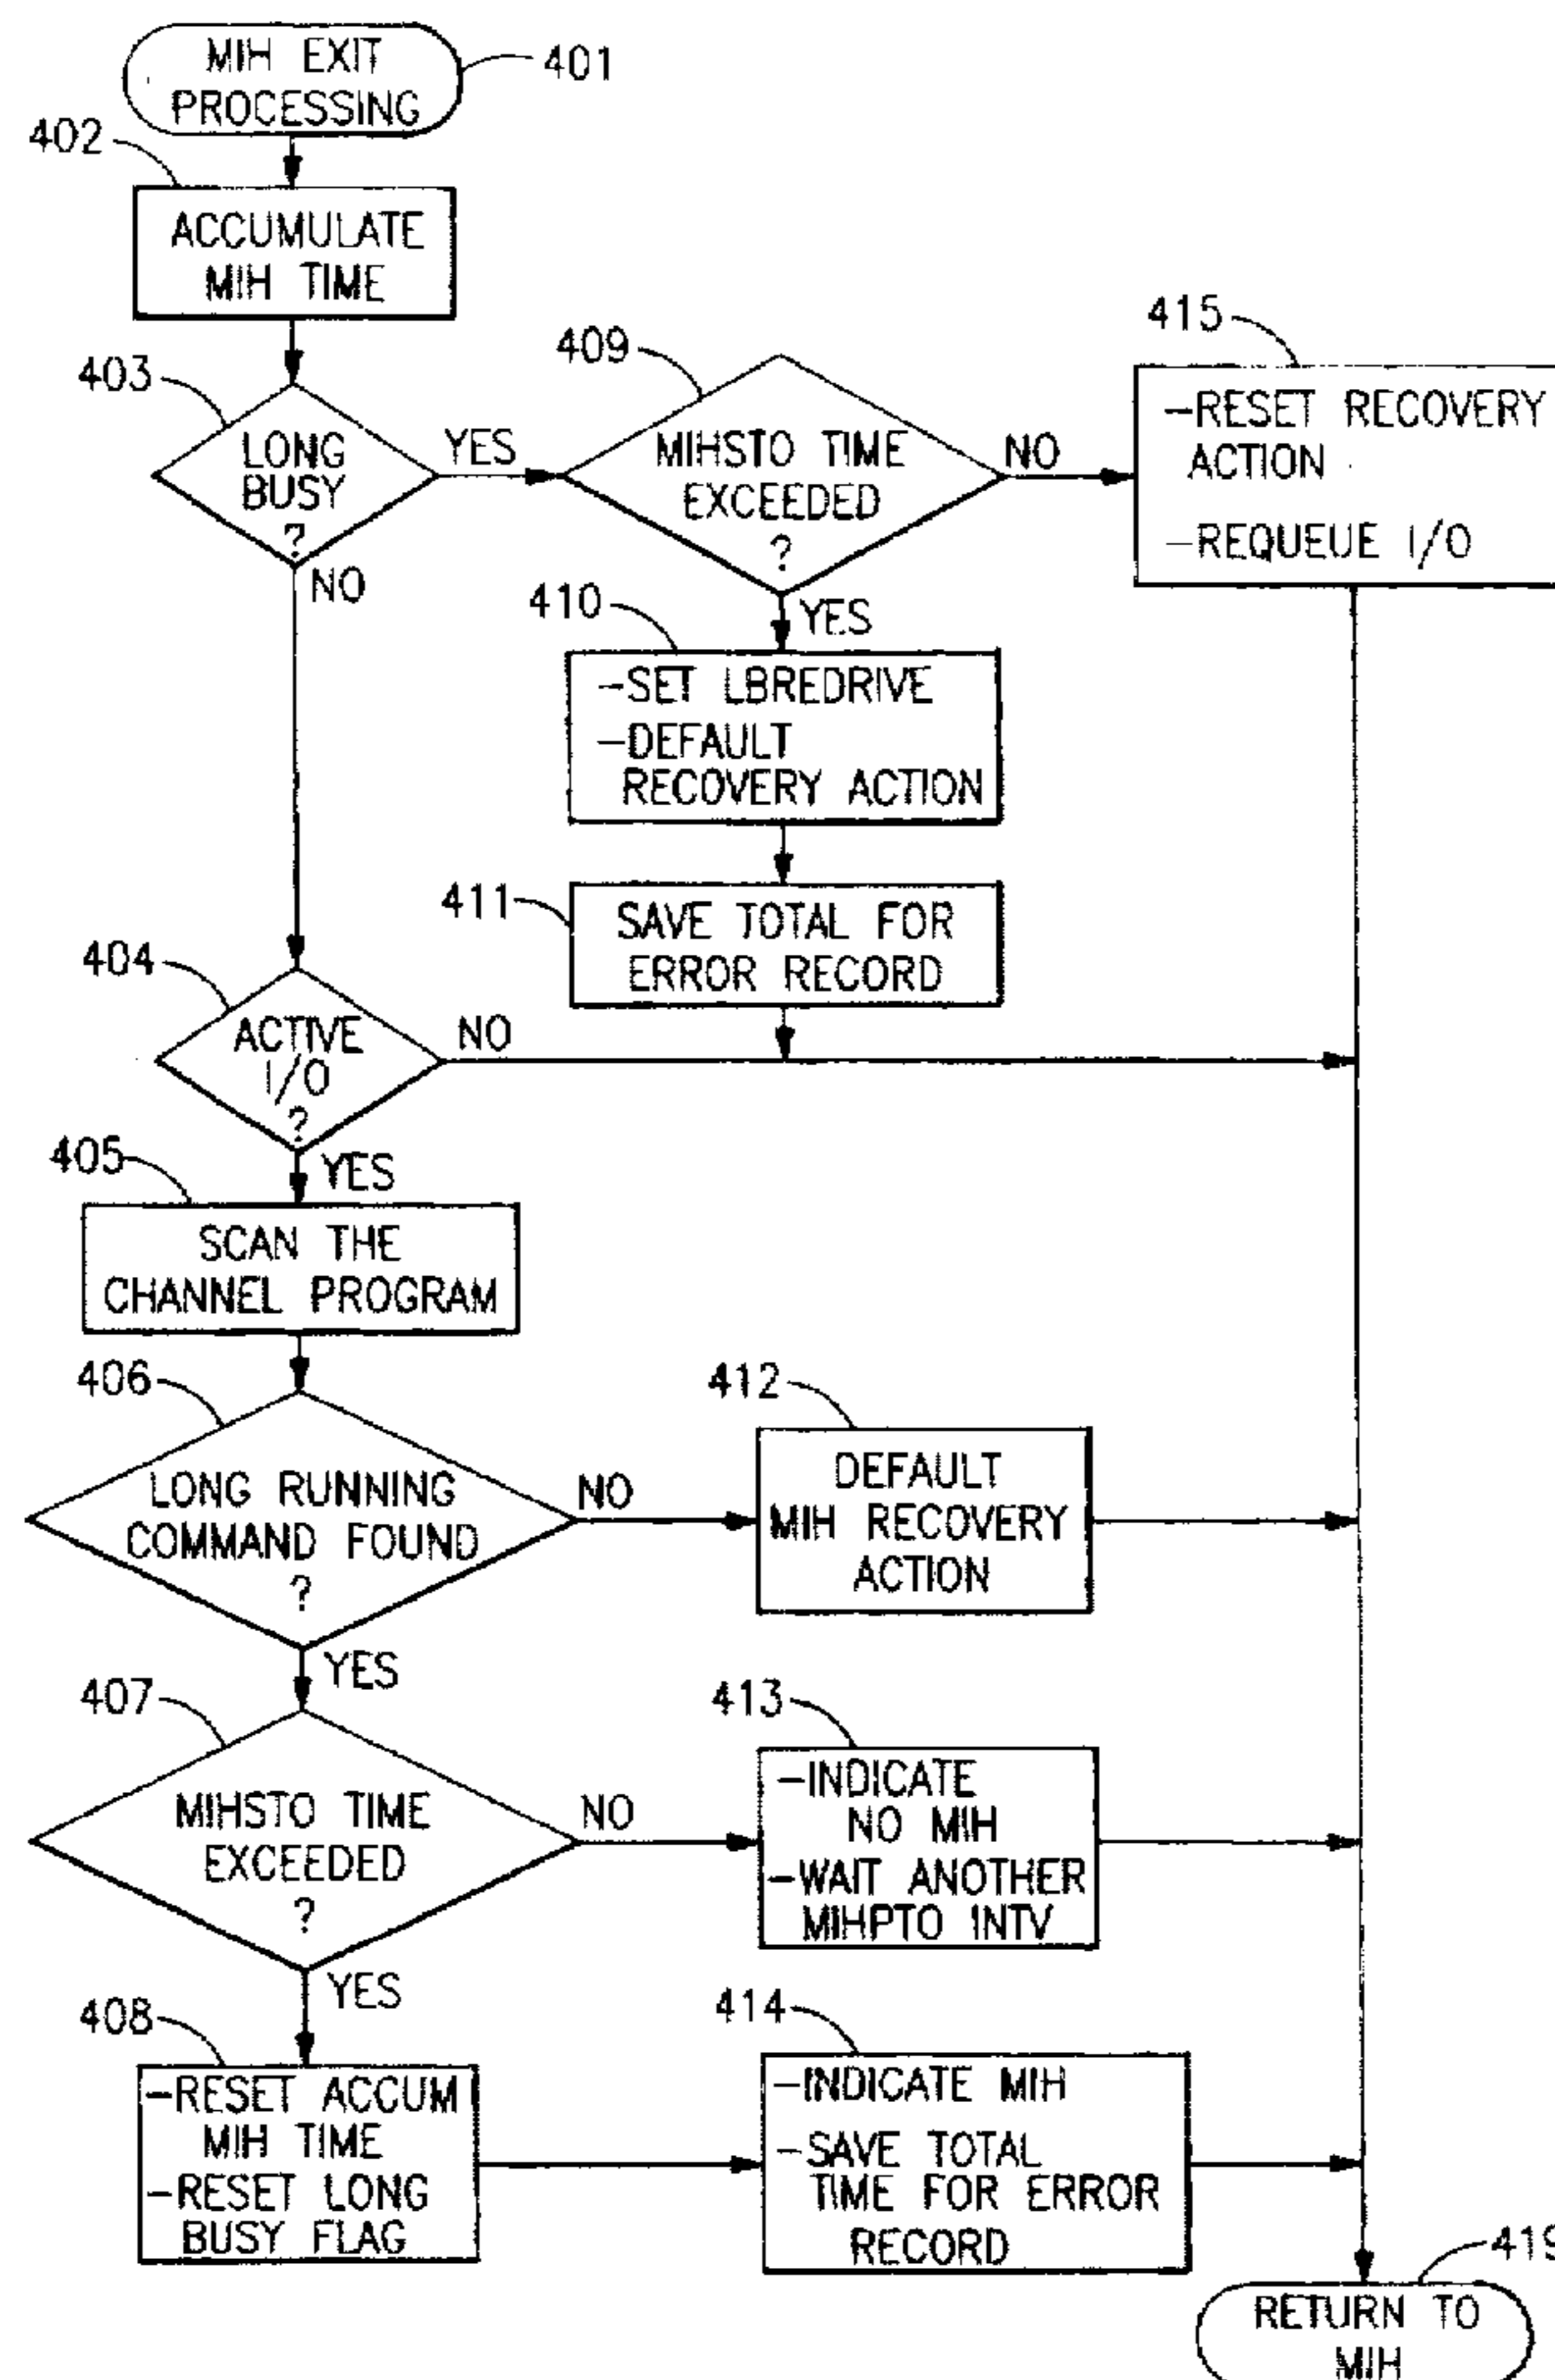 MIH EXIT
PROCESSING
401
402
ACCUMULATE
MIH TIME
403
LONG
BUSY
?
YES
NO
409
MIHSTO TIME
EXCEEDED
?
NO
YES
415
-RESET RECOVERY
ACTION
-REQUEUE I/O
410
-SET LBREDRIVE
-DEFAULT
RECOVERY ACTION
411
SAVE TOTAL FOR
ERROR RECORD
404
ACTIVE
I/O
?
NO
YES
405
SCAN THE
CHANNEL PROGRAM
406
LONG RUNNING
COMMAND FOUND
?
NO
YES
412
DEFAULT
MIH RECOVERY
ACTION
407
MIHSTO TIME
EXCEEDED
?
NO
YES
413
-INDICATE
NO MIH
-WAIT ANOTHER
MIHPTO INTV
408
-RESET ACCUM
MIH TIME
-RESET LONG
BUSY FLAG
414
-INDICATE MIH
-SAVE TOTAL
TIME FOR ERROR
RECORD
419
RETURN TO
MIH